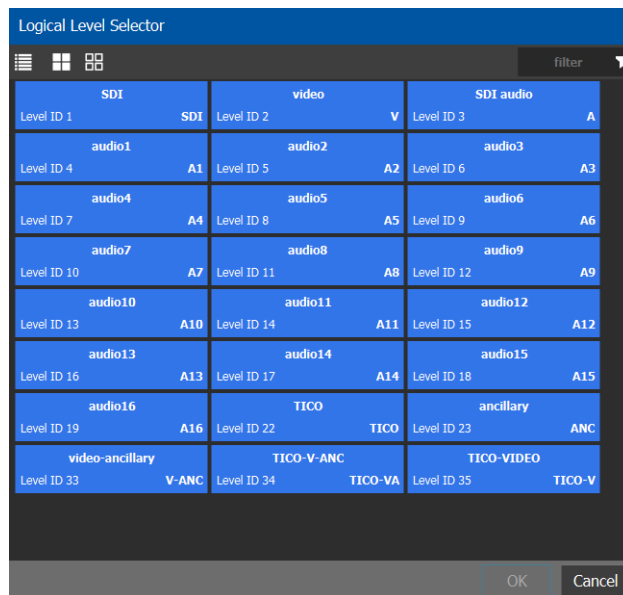 Logical Level Selector
filter
SDI video SDI audio
Level ID 1 SDI Level ID 2 V Level ID 3 A
audio1 audio2 audio3
Level ID 4 A1 Level ID 5 A2 Level ID 6 A3
audio4 audio5 audio6
Level ID 7 A4 Level ID 8 A5 Level ID 9 A6
audio7 audio8 audio9
Level ID 10 A7 Level ID 11 A8 Level ID 12 A9
audio10 audio11 audio12
Level ID 13 A10 Level ID 14 A11 Level ID 15 A12
audio13 audio14 audio15
Level ID 16 A13 Level ID 17 A14 Level ID 18 A15
audio16 TICO ancillary
Level ID 19 A16 Level ID 22 TICO Level ID 23 ANC
video-ancillary TICO-V-ANC TICO-VIDEO
Level ID 33 V-ANC Level ID 34 TICO-VA Level ID 35 TICO-V
OK Cancel